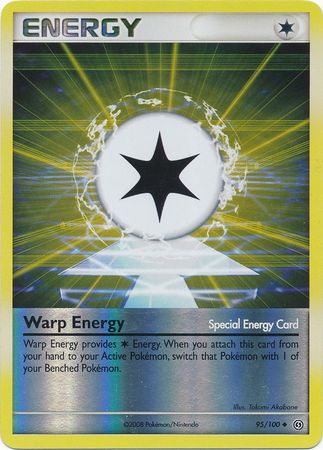 ENERGY
Warp Energy
Special Energy Card
Warp Energy provides ✶ Energy. When you attach this card from
your hand to your Active Pokémon, switch that Pokémon with 1 of
your Benched Pokémon.
Illus. Takumi Akabane
©2008 Pokémon/Nintendo
95/100 ◆